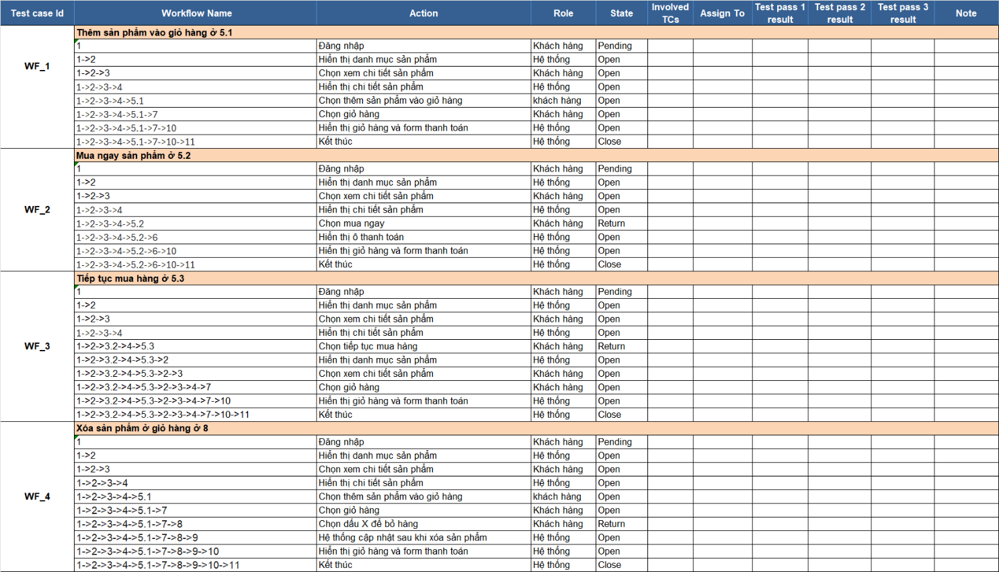 Test case Id Workflow Name Action Role State Involved TCs Assign To Test pass 1 result Test pass 2 result Test pass 3 result Note
WF_1
Thêm sản phẩm vào giỏ hàng ở 5.1
1 Đăng nhập Khách hàng Pending
1->2 Hiển thị danh mục sản phẩm Hệ thống Open
1->2->3 Chọn xem chi tiết sản phẩm Khách hàng Open
1->2->3->4 Hiển thị chi tiết sản phẩm Hệ thống Open
1->2->3->4->5.1 Chọn thêm sản phẩm vào giỏ hàng khách hàng Open
1->2->3->4->5.1->7 Chọn giỏ hàng Khách hàng Open
1->2->3->4->5.1->7->10 Hiển thị giỏ hàng và form thanh toán Hệ thống Open
1->2->3->4->5.1->7->10->11 Kết thúc Hệ thống Close
WF_2
Mua ngay sản phẩm ở 5.2
1 Đăng nhập Khách hàng Pending
1->2 Hiển thị danh mục sản phẩm Hệ thống Open
1->2->3 Chọn xem chi tiết sản phẩm Khách hàng Open
1->2->3->4 Hiển thị chi tiết sản phẩm Hệ thống Open
1->2->3->4->5.2 Chọn mua ngay Khách hàng Return
1->2->3->4->5.2->6 Hiển thị ô thanh toán Hệ thống Open
1->2->3->4->5.2->6->10 Hiển thị giỏ hàng và form thanh toán Hệ thống Open
1->2->3->4->5.2->6->10->11 Kết thúc Hệ thống Close
WF_3
Tiếp tục mua hàng ở 5.3
1 Đăng nhập Khách hàng Pending
1->2 Hiển thị danh mục sản phẩm Hệ thống Open
1->2->3 Chọn xem chi tiết sản phẩm Khách hàng Open
1->2->3->4 Hiển thị chi tiết sản phẩm Hệ thống Open
1->2->3.2->4->5.3 Chọn tiếp tục mua hàng Khách hàng Return
1->2->3.2->4->5.3->2 Hiển thị danh mục sản phẩm Hệ thống Open
1->2->3.2->4->5.3->2->3 Chọn xem chi tiết sản phẩm Khách hàng Open
1->2->3.2->4->5.3->2->3->4->7 Chọn giỏ hàng Khách hàng Open
1->2->3.2->4->5.3->2->3->4->7->10 Hiển thị giỏ hàng và form thanh toán Hệ thống Open
1->2->3.2->4->5.3->2->3->4->7->10->11 Kết thúc Hệ thống Close
WF_4
Xóa sản phẩm ở giỏ hàng ở 8
1 Đăng nhập Khách hàng Pending
1->2 Hiển thị danh mục sản phẩm Hệ thống Open
1->2->3 Chọn xem chi tiết sản phẩm Khách hàng Open
1->2->3->4 Hiển thị chi tiết sản phẩm Hệ thống Open
1->2->3->4->5.1 Chọn thêm sản phẩm vào giỏ hàng khách hàng Open
1->2->3->4->5.1->7 Chọn giỏ hàng Khách hàng Open
1->2->3->4->5.1->7->8 Chọn dấu X để bỏ hàng Khách hàng Return
1->2->3->4->5.1->7->8->9 Hệ thống cập nhật sau khi xóa sản phẩm Hệ thống Open
1->2->3->4->5.1->7->8->9->10 Hiển thị giỏ hàng và form thanh toán Hệ thống Open
1->2->3->4->5.1->7->8->9->10->11 Kết thúc Hệ thống Close